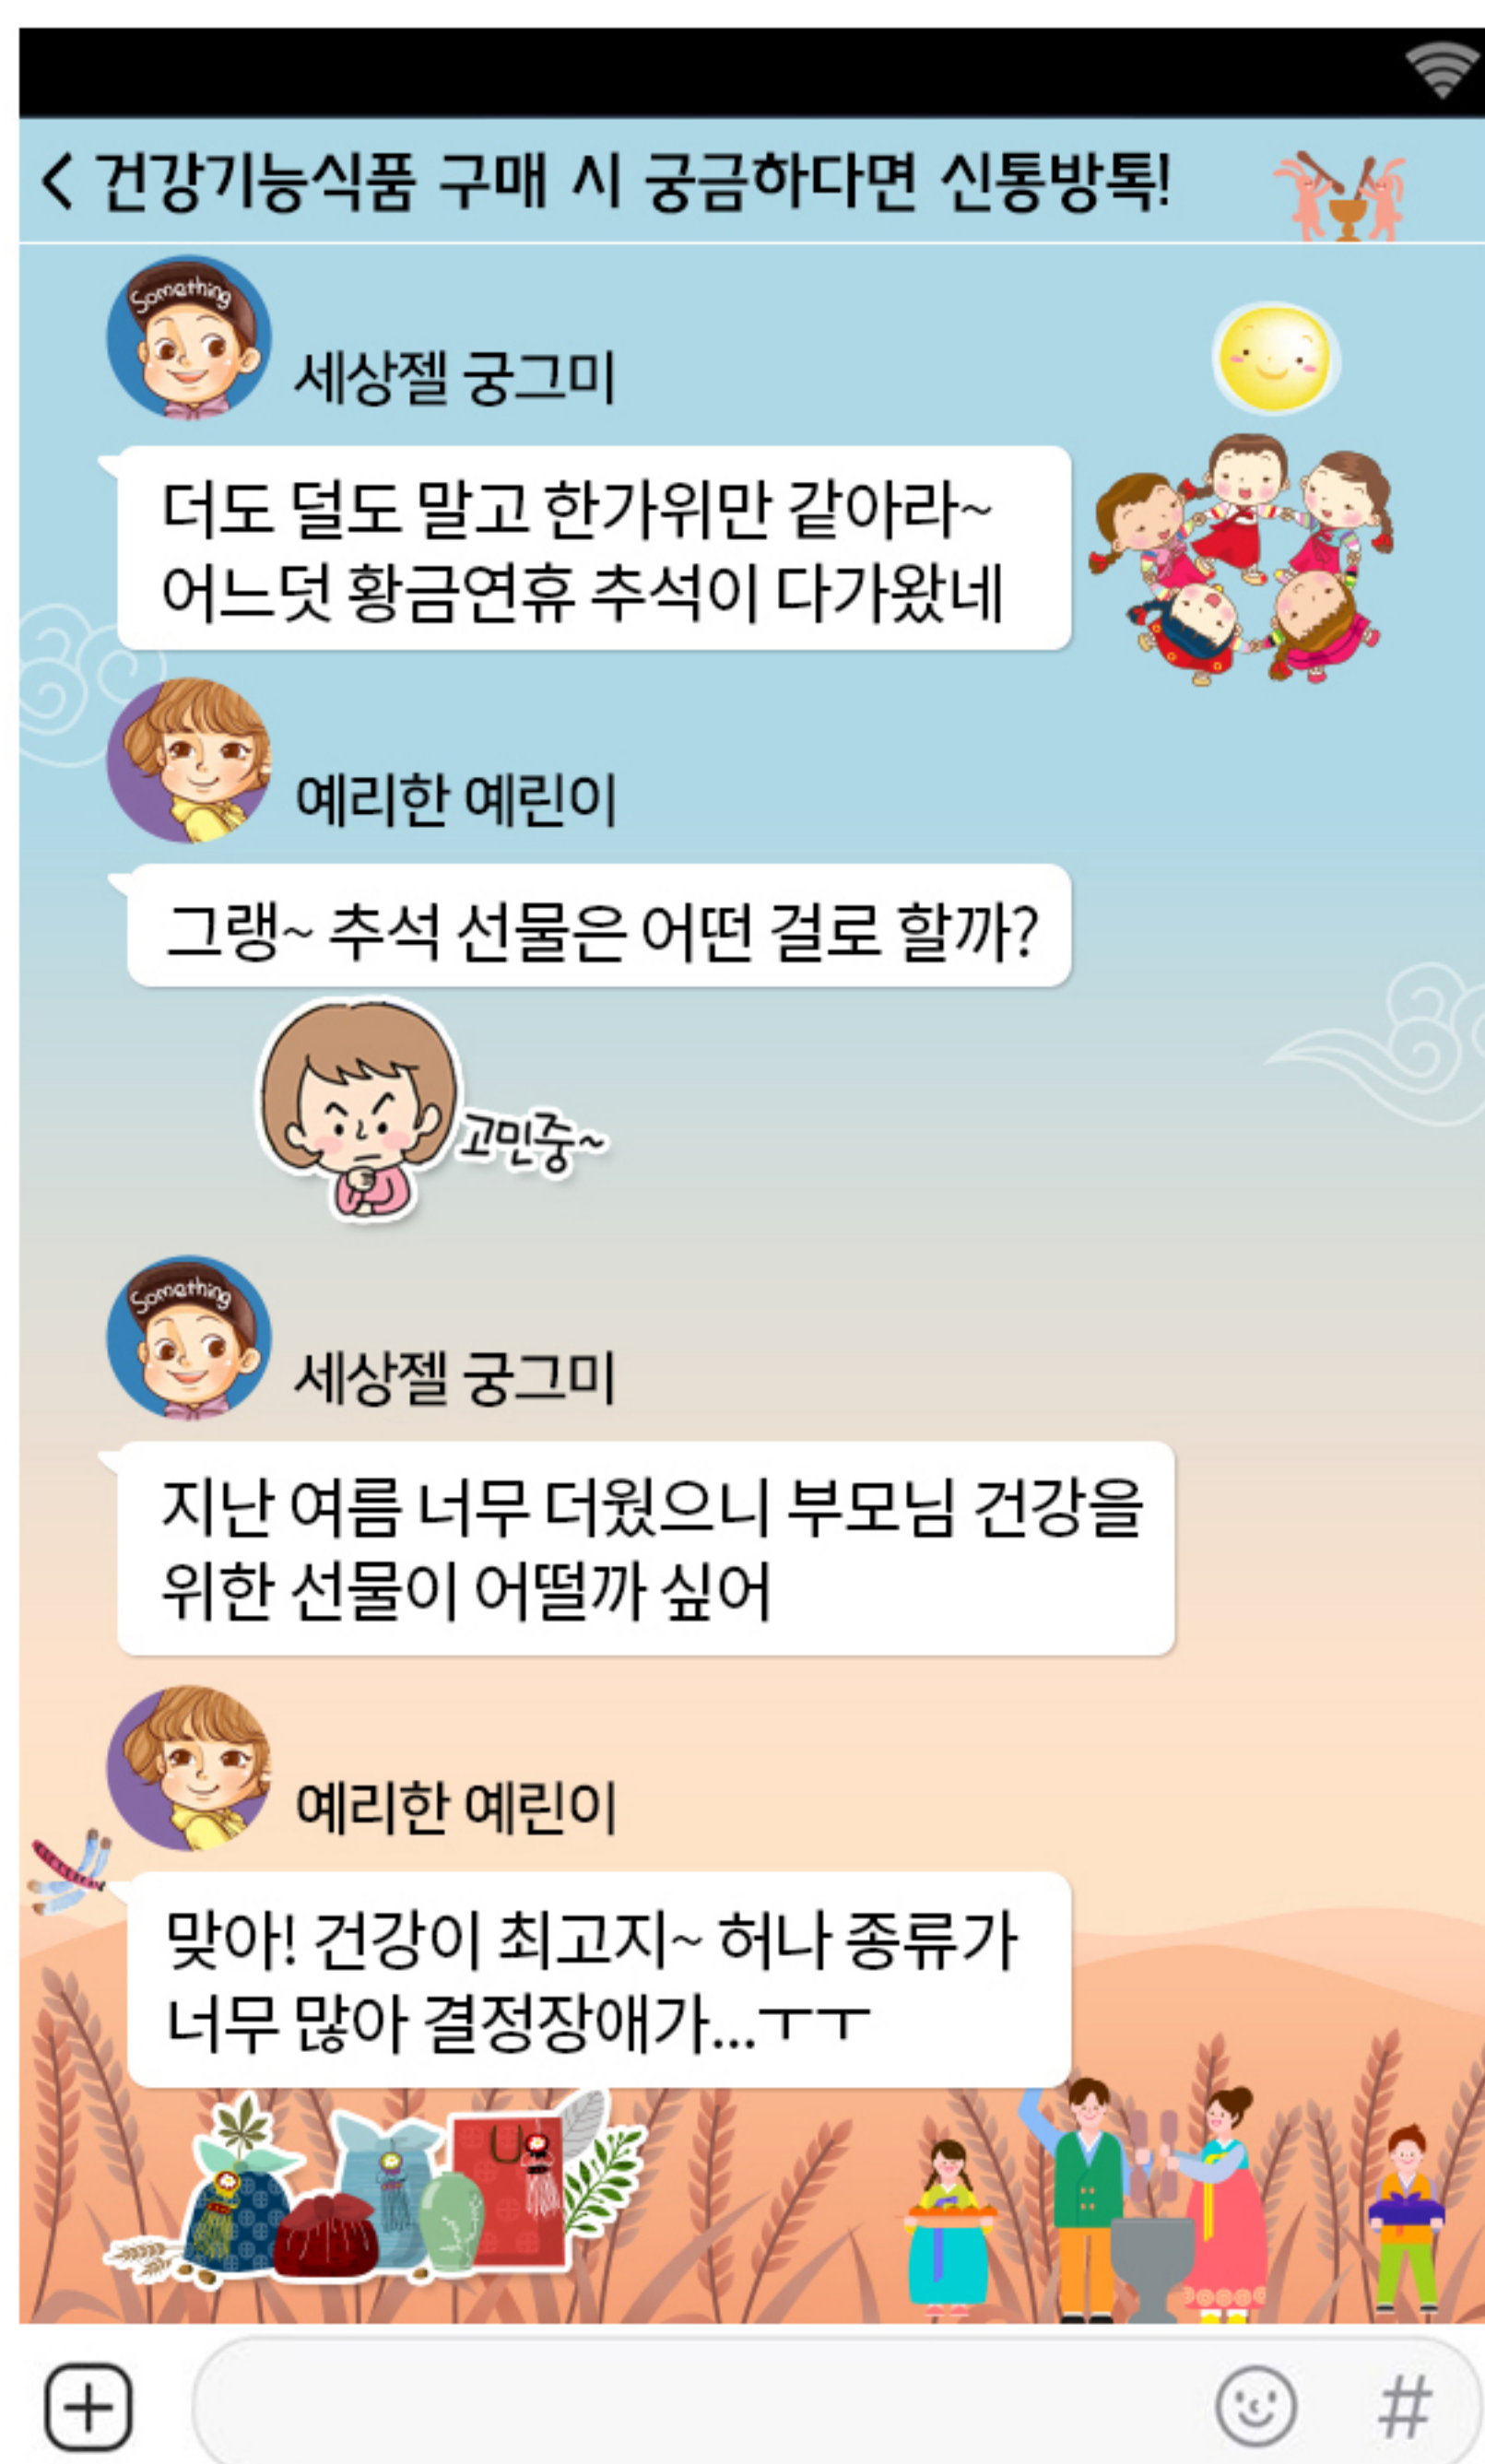 건강기능식품 구매 시 궁금하다면 신통방톡!
Something
세상젤 궁그미
더도 덜도 말고 한가위만 같아라~
어느덧 황금연휴 추석이 다가왔네
예리한 예린이
그랭~ 추석 선물은 어떤 걸로 할까?
고민중~
Something
세상젤 궁그미
지난 여름 너무 더웠으니 부모님 건강을
위한 선물이 어떨까 싶어
예리한 예린이
맞아! 건강이 최고지~ 허나 종류가
너무 많아 결정장애가...ㅜㅜ
#